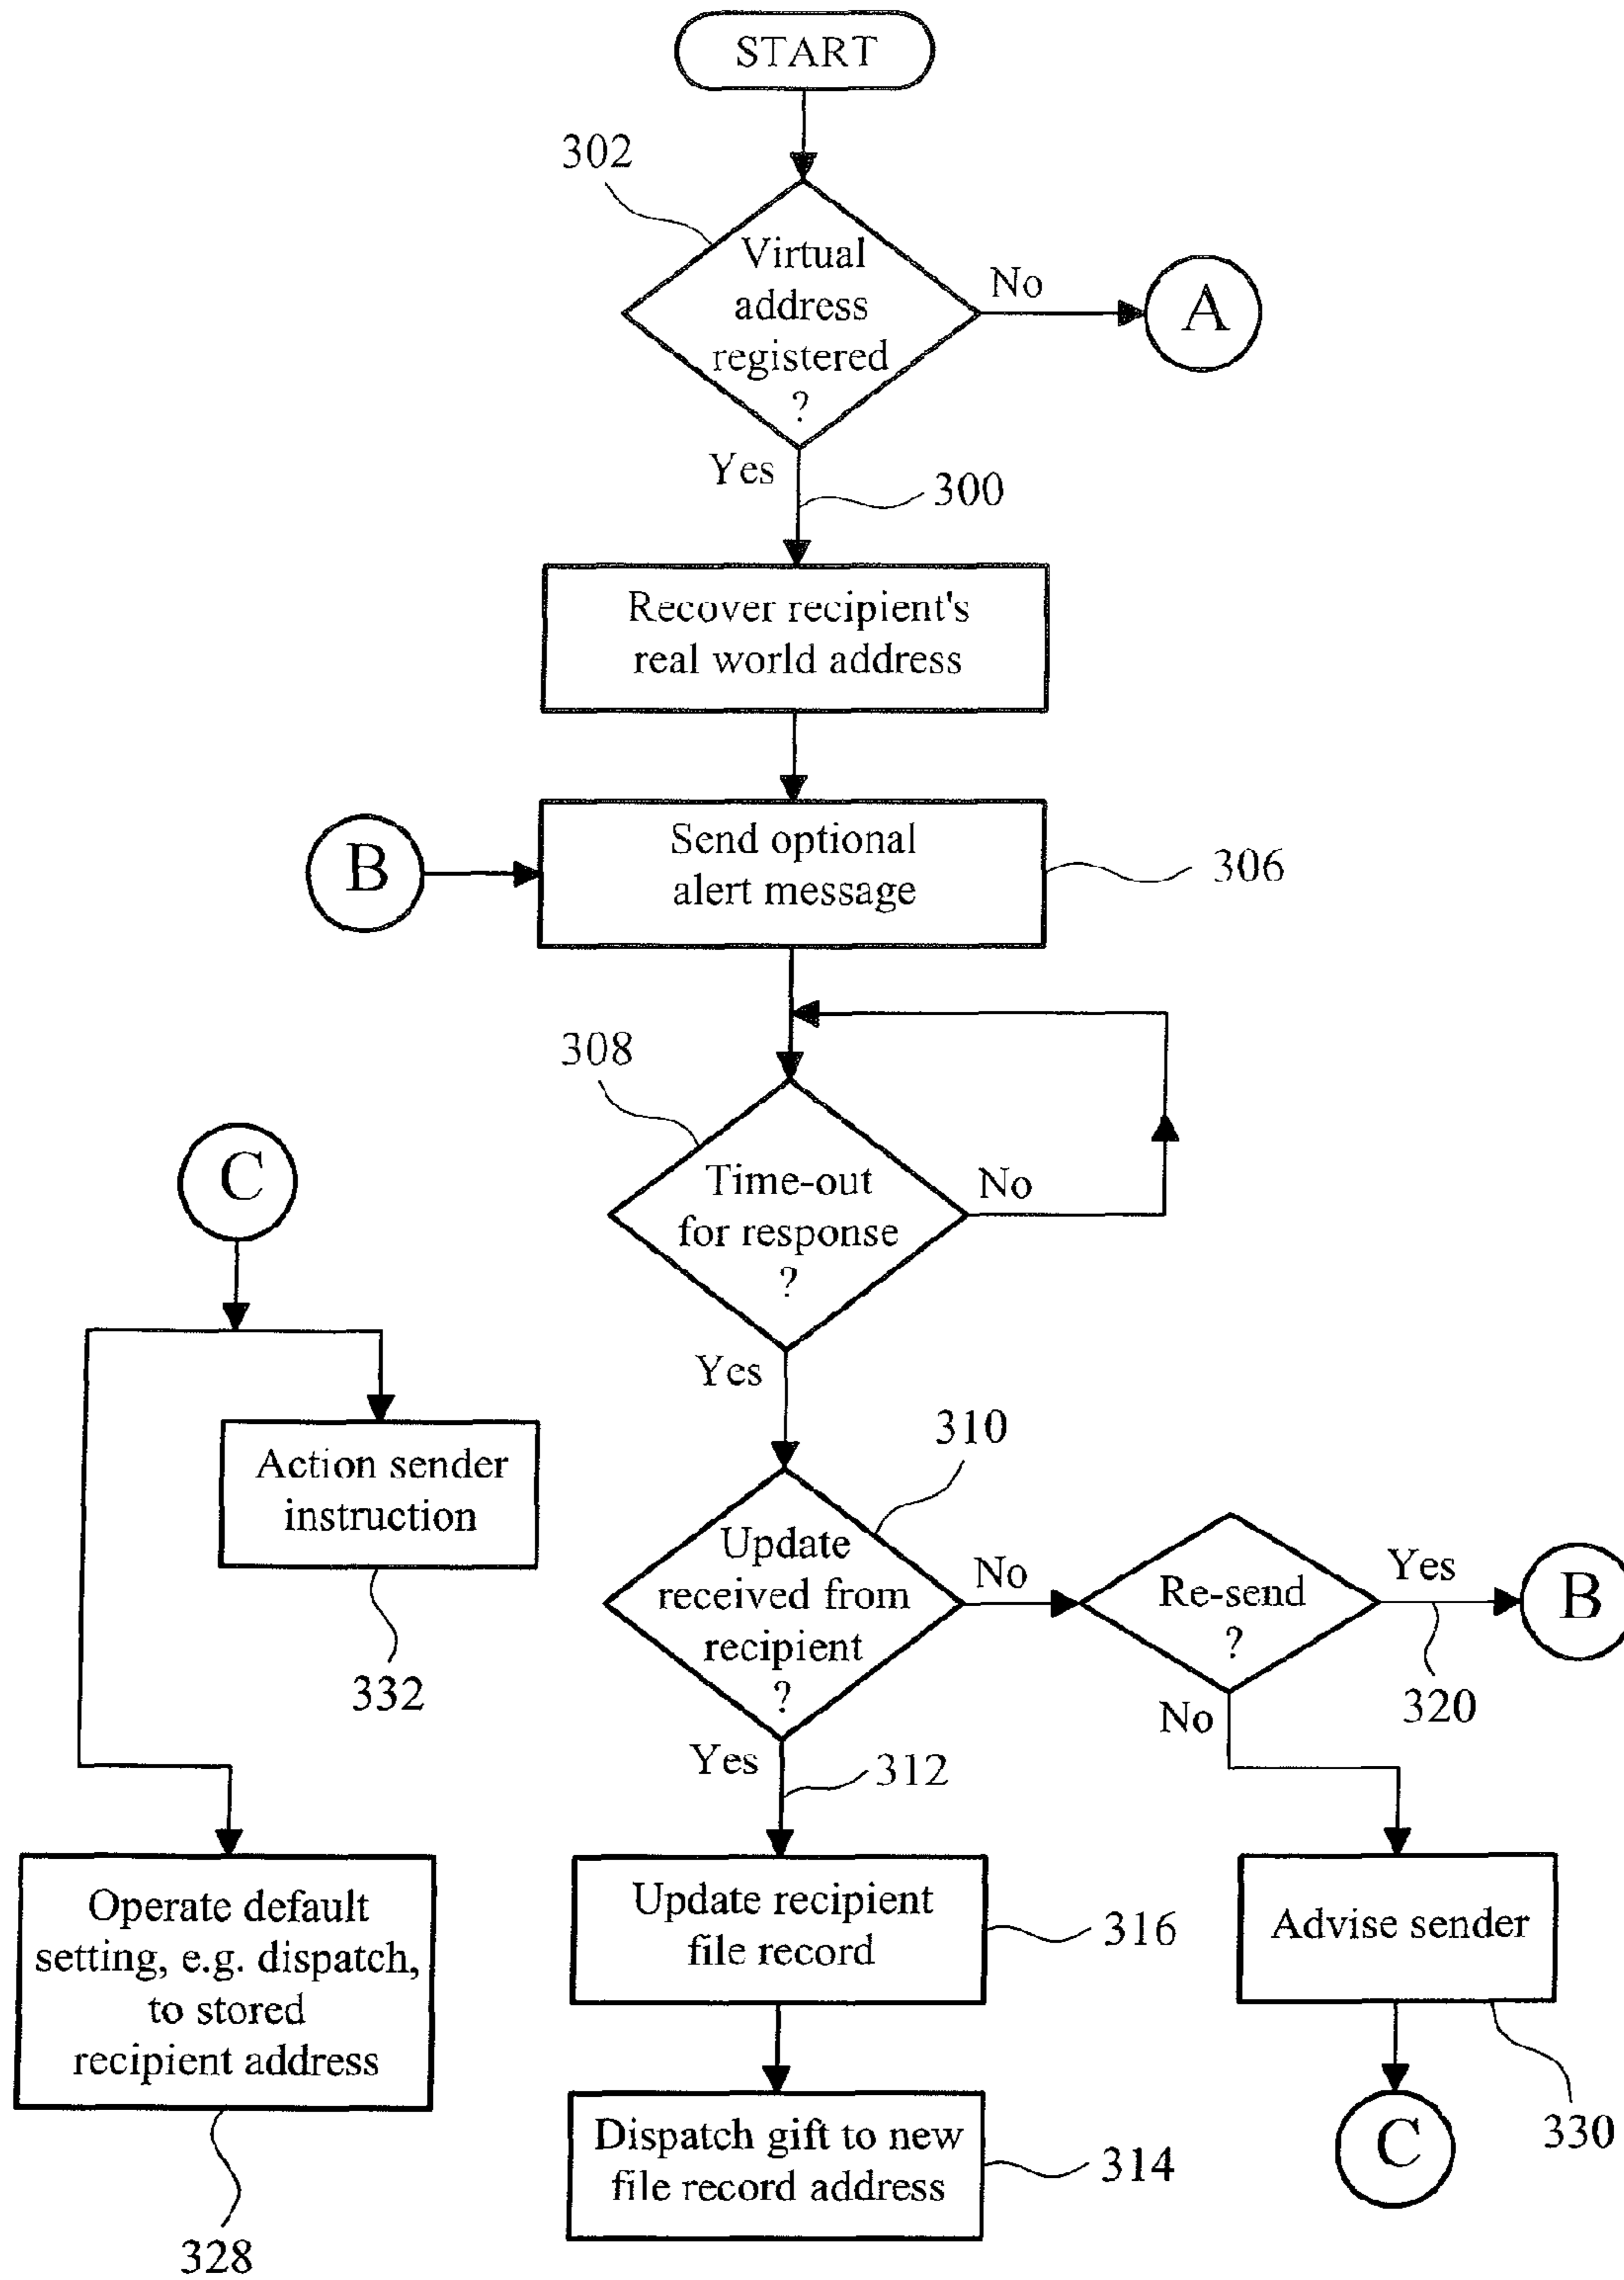 START
302
Virtual
address
registered
?
No
A
Yes
300
Recover recipient's
real world address
B
Send optional
alert message
306
308
Time-out
for response
?
No
C
Yes
310
Action sender
instruction
332
Update
received from
recipient
?
No
Re-send
?
Yes
B
320
No
Yes
312
Operate default
setting, e.g. dispatch,
to stored
recipient address
328
Update recipient
file record
316
Advise sender
330
Dispatch gift to new
file record address
314
C